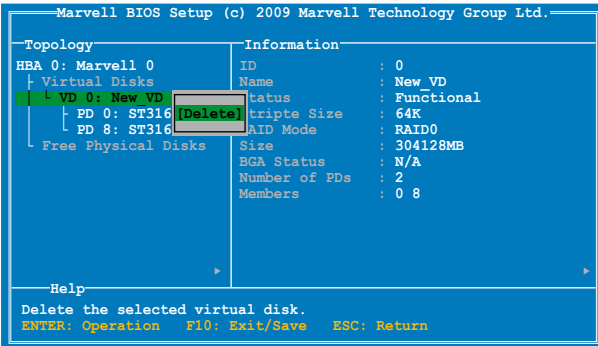 Marvell BIOS Setup (c) 2009 Marvell Technology Group Ltd.
Topology
HBA 0: Marvell 0
Virtual Disks
VD 0: New_VD
PD 0: ST316
PD 8: ST316
Free Physical Disks
[Delete]
Information
ID : 0
Name : New_VD
tatus : Functional
tripte Size : 64K
AID Mode : RAID0
Size : 304128MB
BGA Status : N/A
Number of PDs : 2
Members : 0 8
Help
Delete the selected virtual disk.
ENTER: Operation F10: Exit/Save ESC: Return